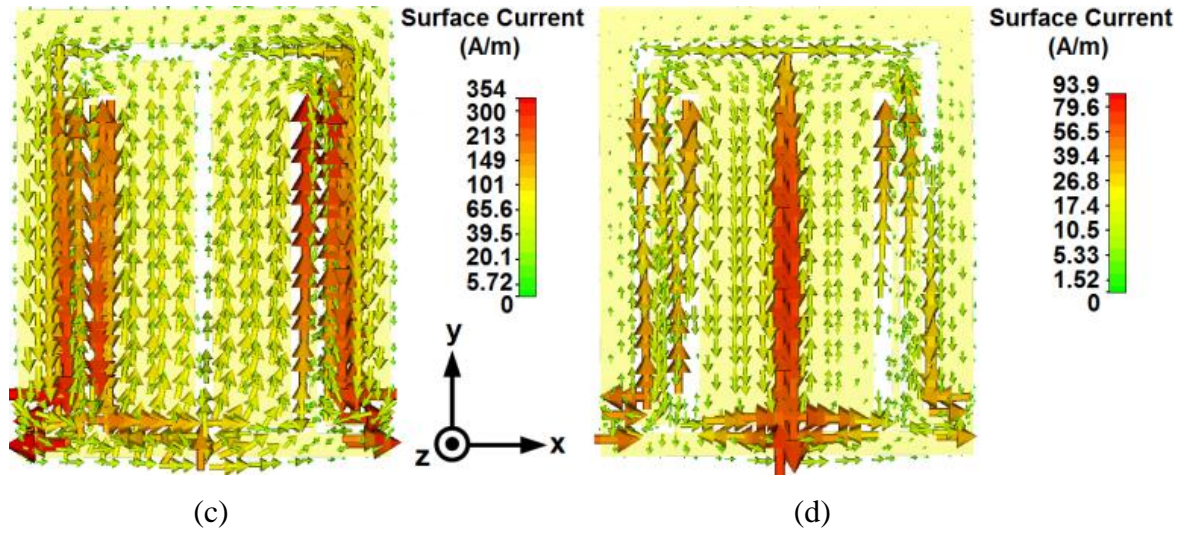 Surface Current
(A/m)
354
300
213
149
101
65.6
39.5
20.1
5.72
0
y
z
x
(c)
Surface Current
(A/m)
93.9
79.6
56.5
39.4
26.8
17.4
10.5
5.33
1.52
0
(d)